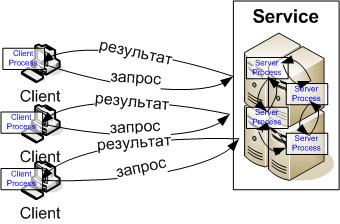 Service
результат
Client
Process
запрос
Client
Server
Process
результат
Server
Process
Client
Process
запрос
Client
Server
Process
результат
Server
Process
Client
Process
запрос
Client